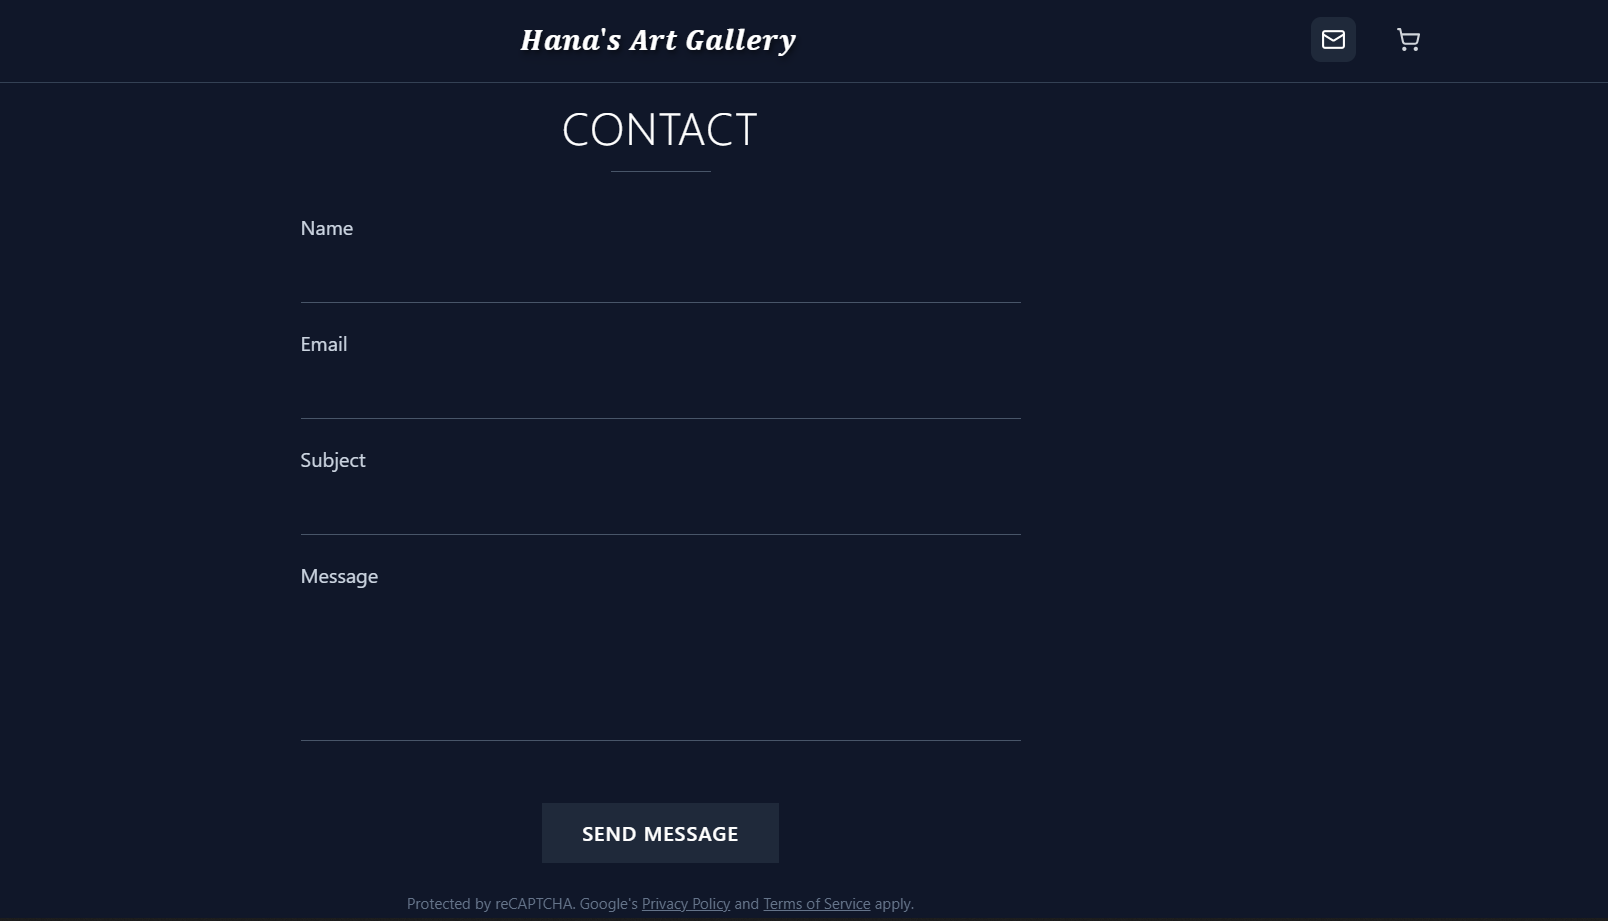 Hana's Art Gallery
CONTACT
Name
Email
Subject
Message
SEND MESSAGE
Protected by reCAPTCHA. Google's Privacy Policy and Terms of Service apply.